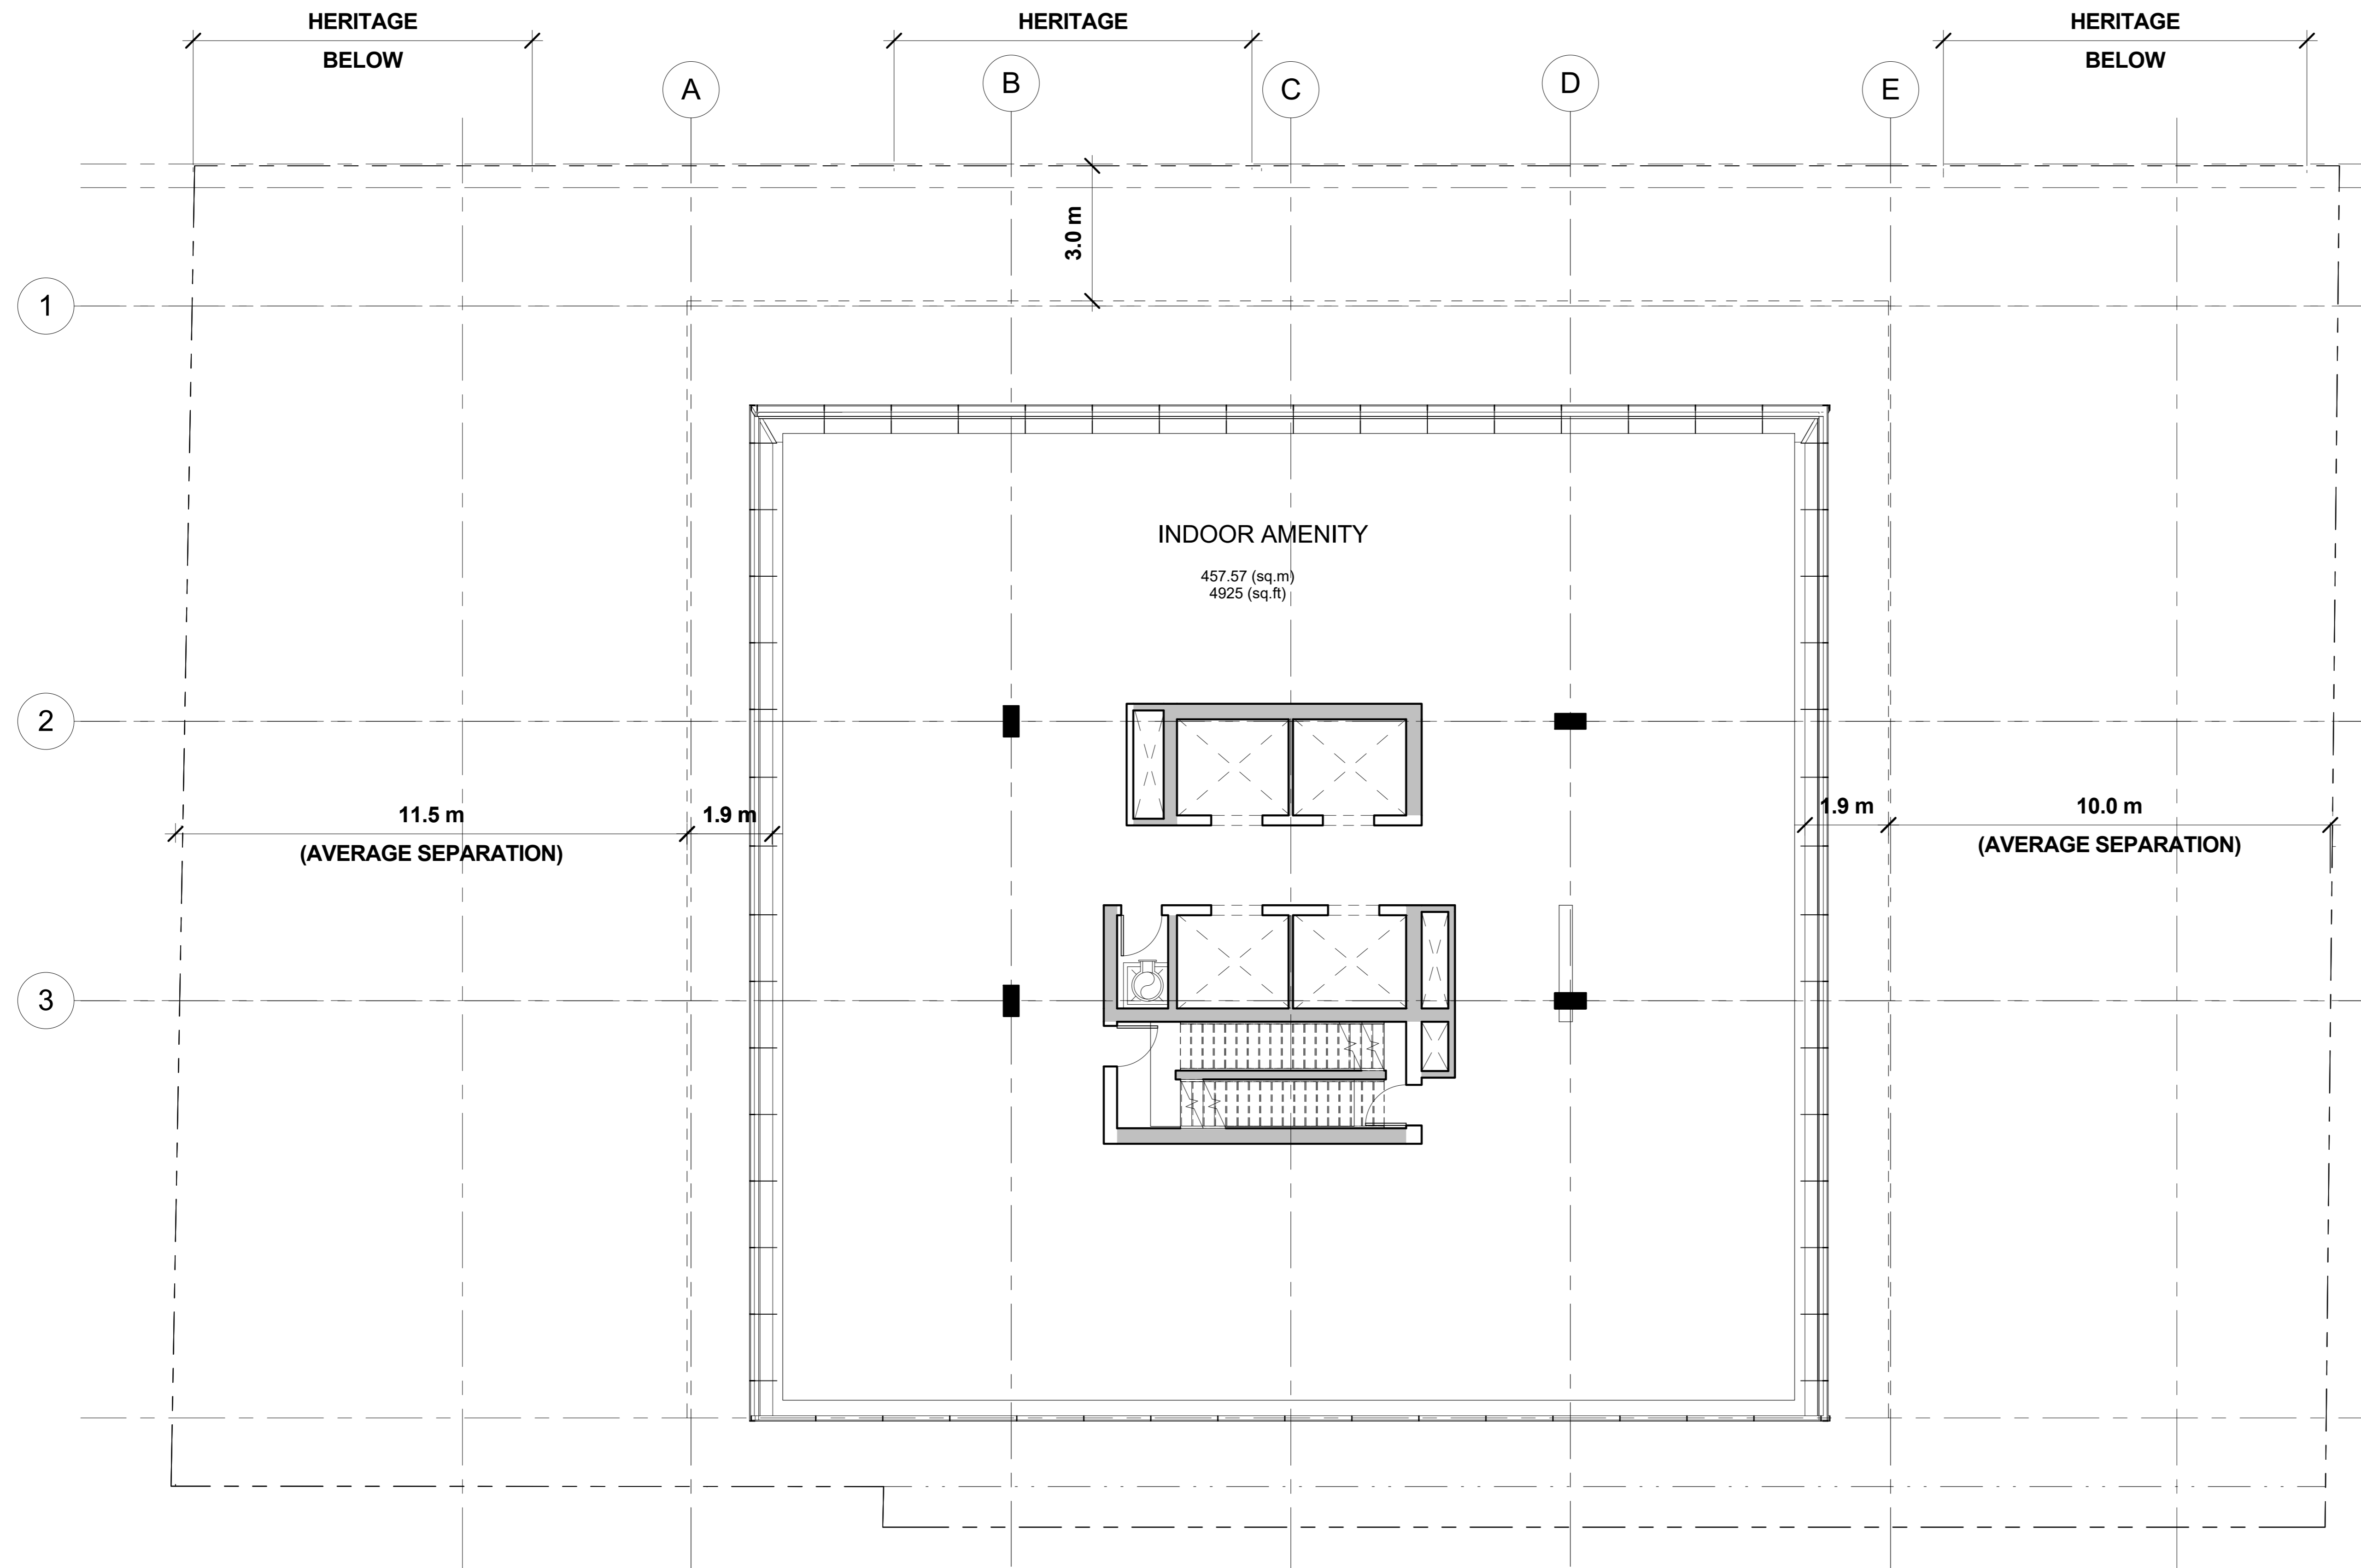 HERITAGE
BELOW
HERITAGE
HERITAGE
BELOW
A
B
C
D
E
3.0 m
1
INDOOR AMENITY
457.57 (sq.m)
4925 (sq.ft)
2
11.5 m
(AVERAGE SEPARATION)
1.9 m
1.9 m
10.0 m
(AVERAGE SEPARATION)
3